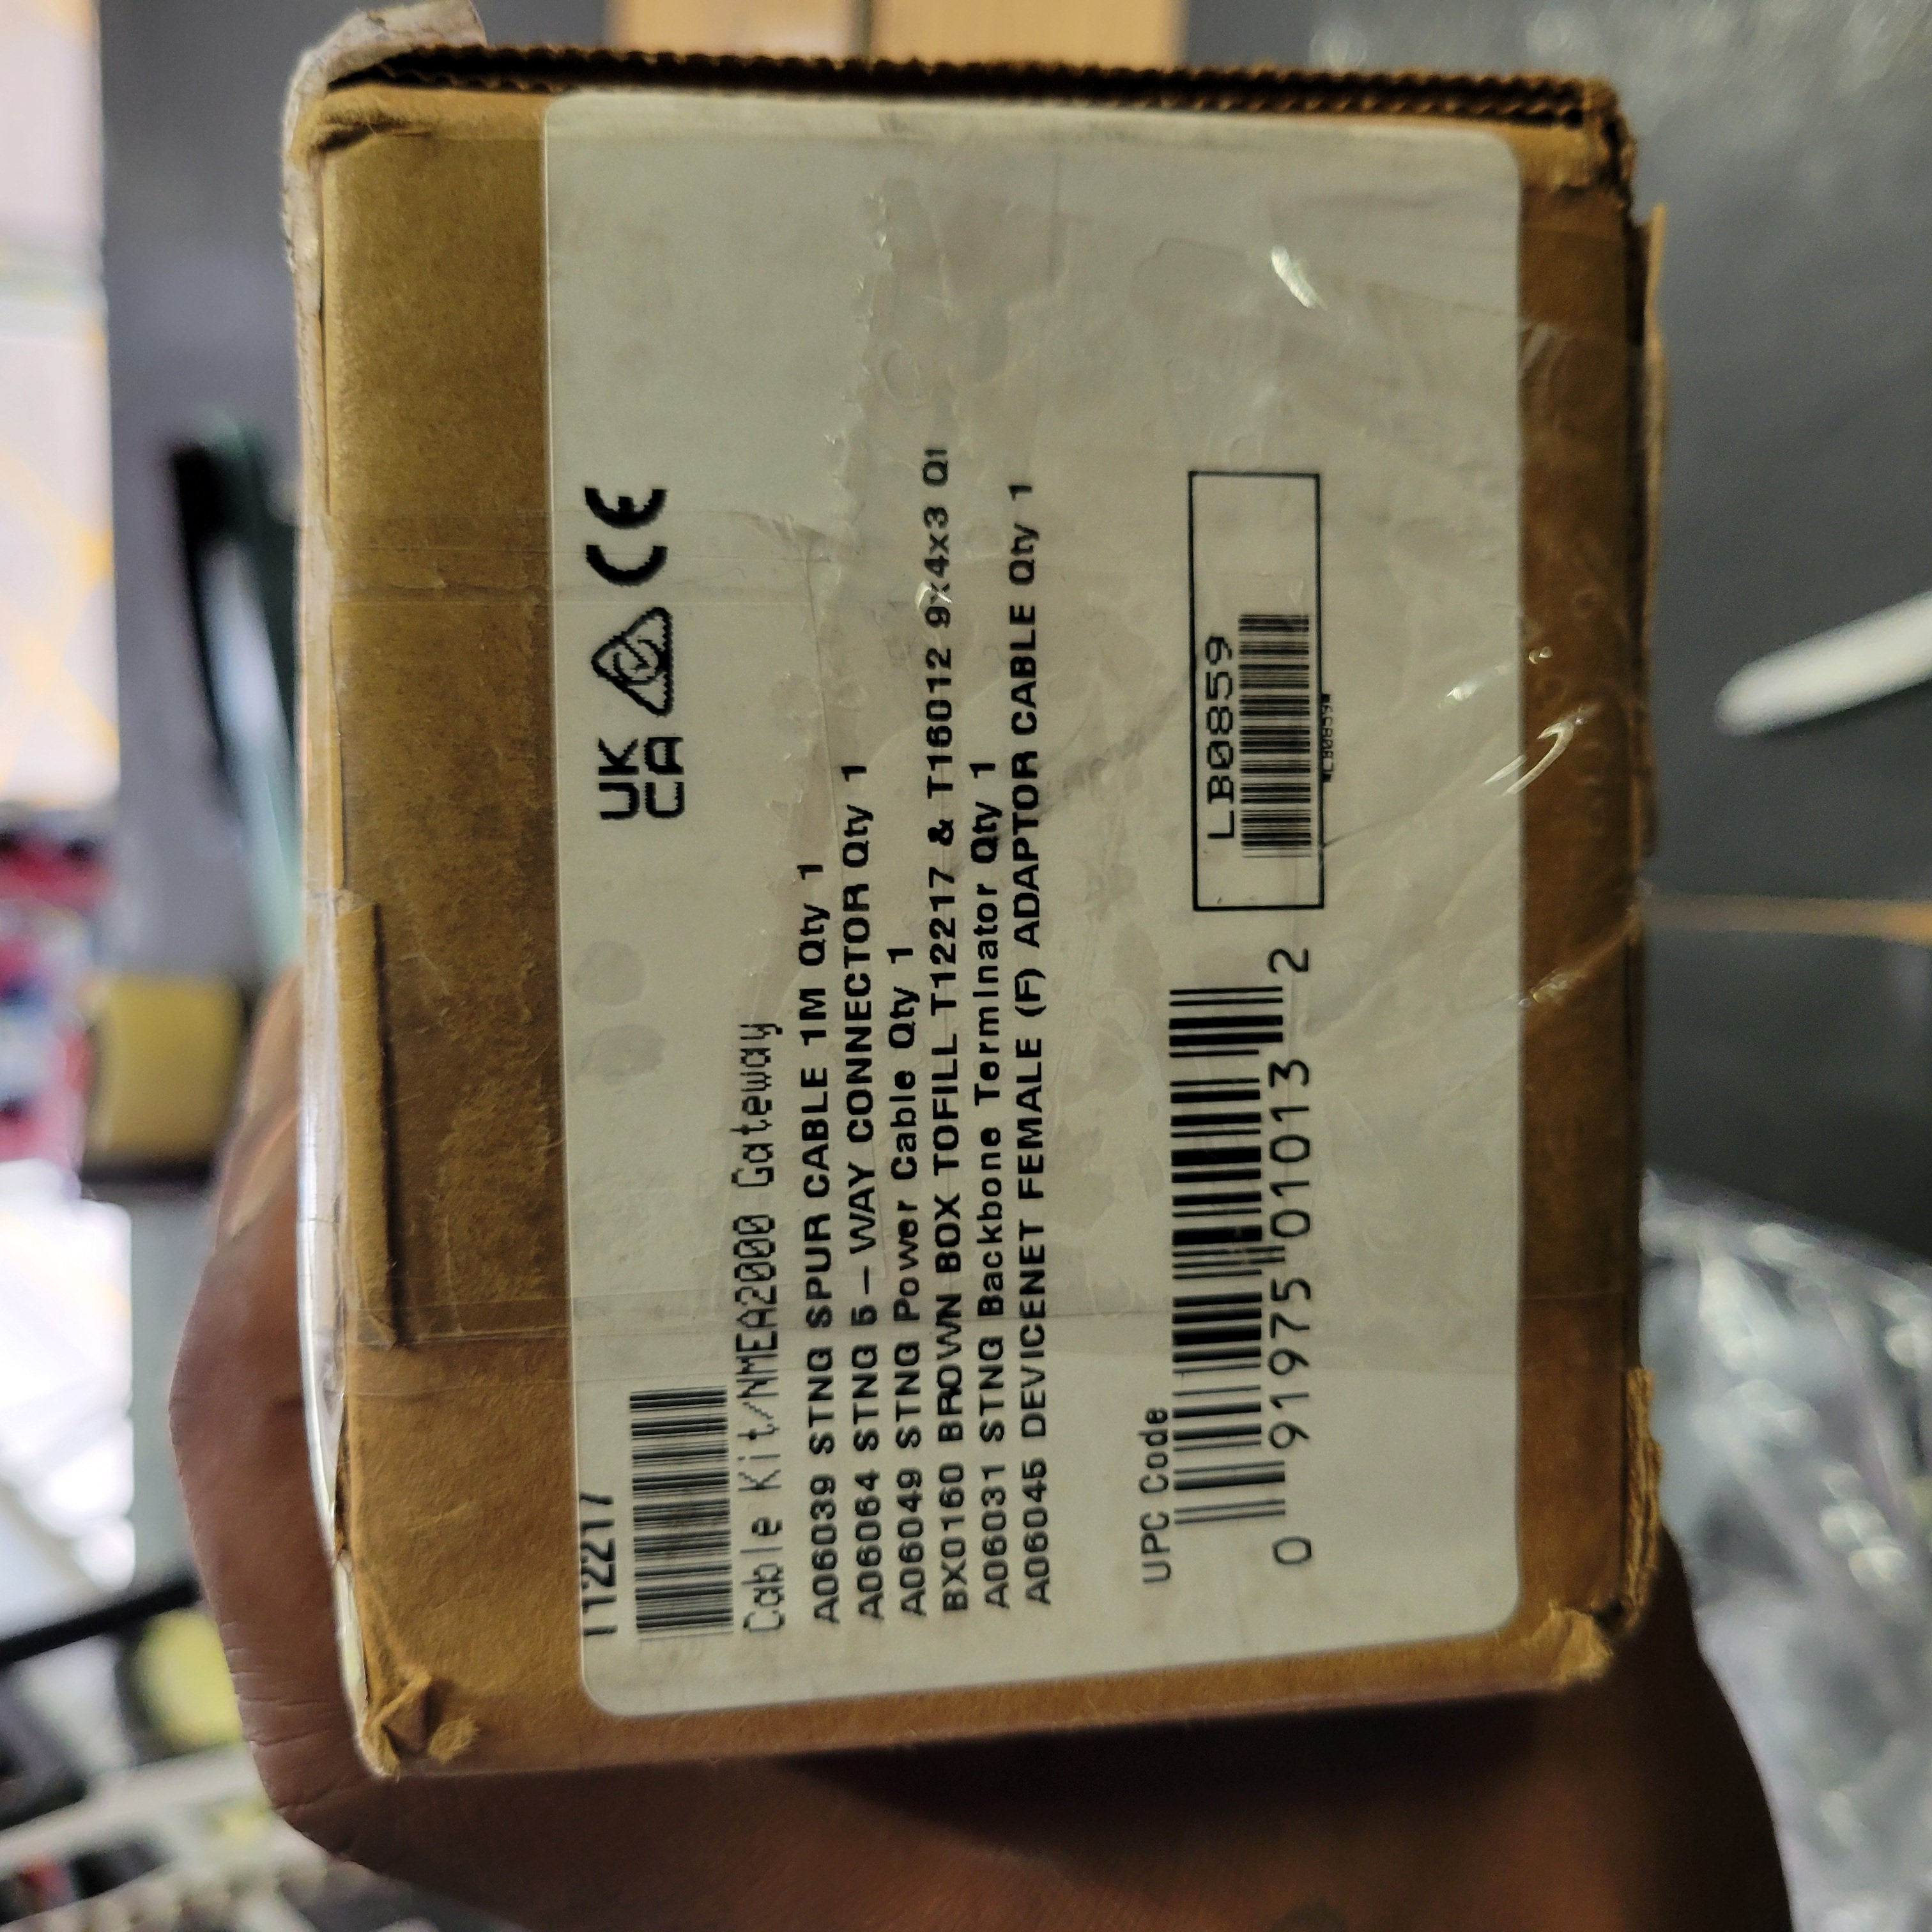 T12217
UK
CA
CE
Cable Kit/NMEA2000 Gateway
A06039 STNG SPUR CABLE 1M Qty 1
A06064 STNG 5 - WAY CONNECTOR Qty 1
A06049 STNG Power Cable Qty 1
BX0160 BROWN BOX TOFILL T12217 & T16012 9x4x3 Qt
A06031 STNG Backbone Terminator Qty 1
A06045 DEVICENET FEMALE (F) ADAPTOR CABLE Qty 1
UPC Code
0 91975 01013 2
LB0859
*LB0859*